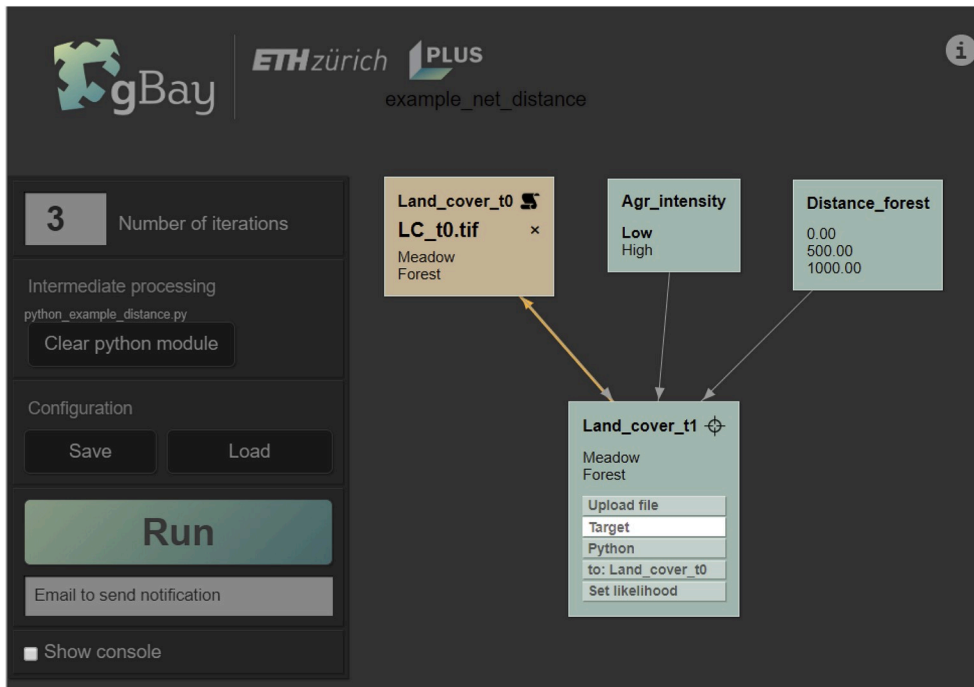 gBay
ETH zürich
PLUS
i
example_net_distance
3 Number of iterations
Intermediate processing
python_example_distance.py
Clear python module
Configuration
Save
Load
Run
Email to send notification
Show console
Land_cover_t0
LC_t0.tif ×
Meadow
Forest
Agr_intensity
Low
High
Distance_forest
0.00
500.00
1000.00
Land_cover_t1
Meadow
Forest
Upload file
Target
Python
to: Land_cover_t0
Set likelihood